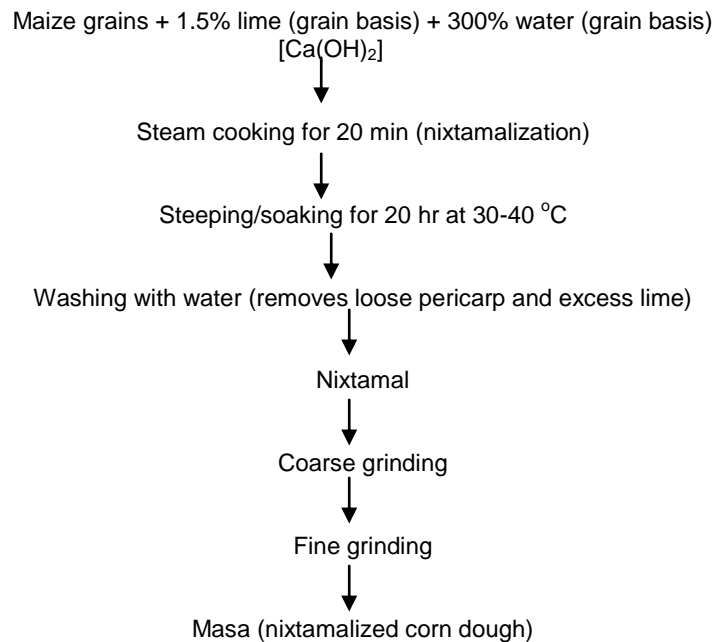 Maize grains + 1.5% lime (grain basis) + 300% water (grain basis)
[Ca(OH)₂]
Steam cooking for 20 min (nixtamalization)
Steeping/soaking for 20 hr at 30-40 ᵒC
Washing with water (removes loose pericarp and excess lime)
Nixtamal
Coarse grinding
Fine grinding
Masa (nixtamalized corn dough)